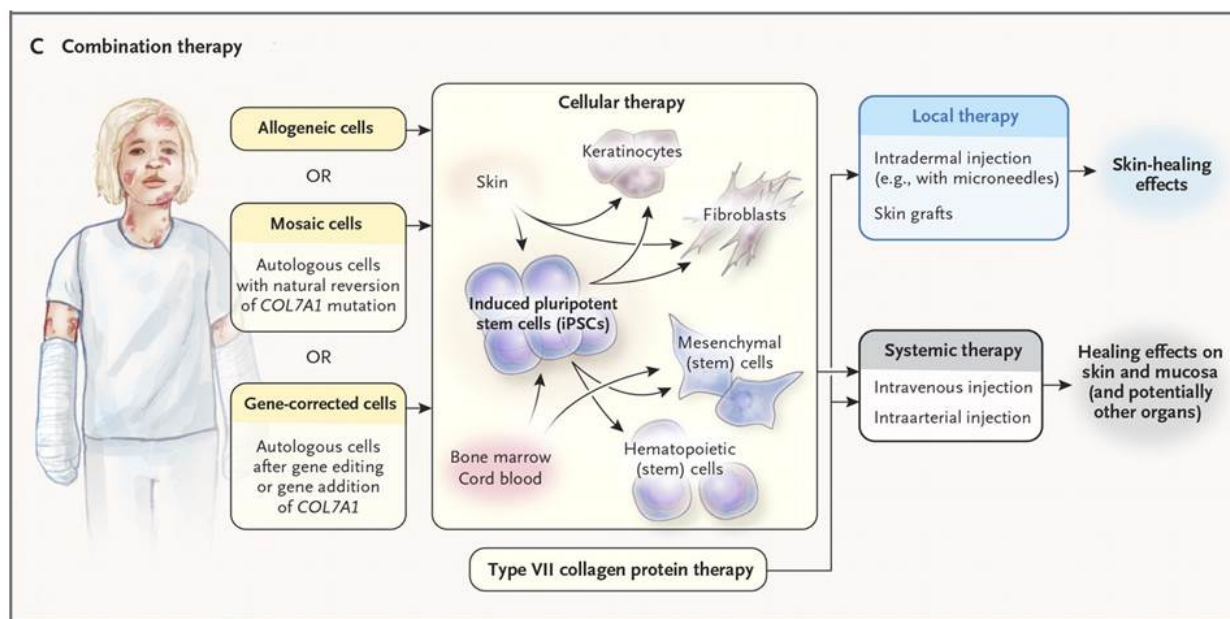 C Combination therapy
Allogeneic cells
OR
Mosaic cells
Autologous cells
with natural reversion
of COL7A1 mutation
OR
Gene-corrected cells
Autologous cells
after gene editing
or gene addition
of COL7A1
Cellular therapy
Skin
Keratinocytes
Fibroblasts
Induced pluripotent
stem cells (iPSCs)
Mesenchymal
(stem) cells
Bone marrow
Cord blood
Hematopoietic
(stem) cells
Type VII collagen protein therapy
Local therapy
Intradermal injection
(e.g., with microneedles)
Skin grafts
Skin-healing
effects
Systemic therapy
Intravenous injection
Intraarterial injection
Healing effects on
skin and mucosa
(and potentially
other organs)